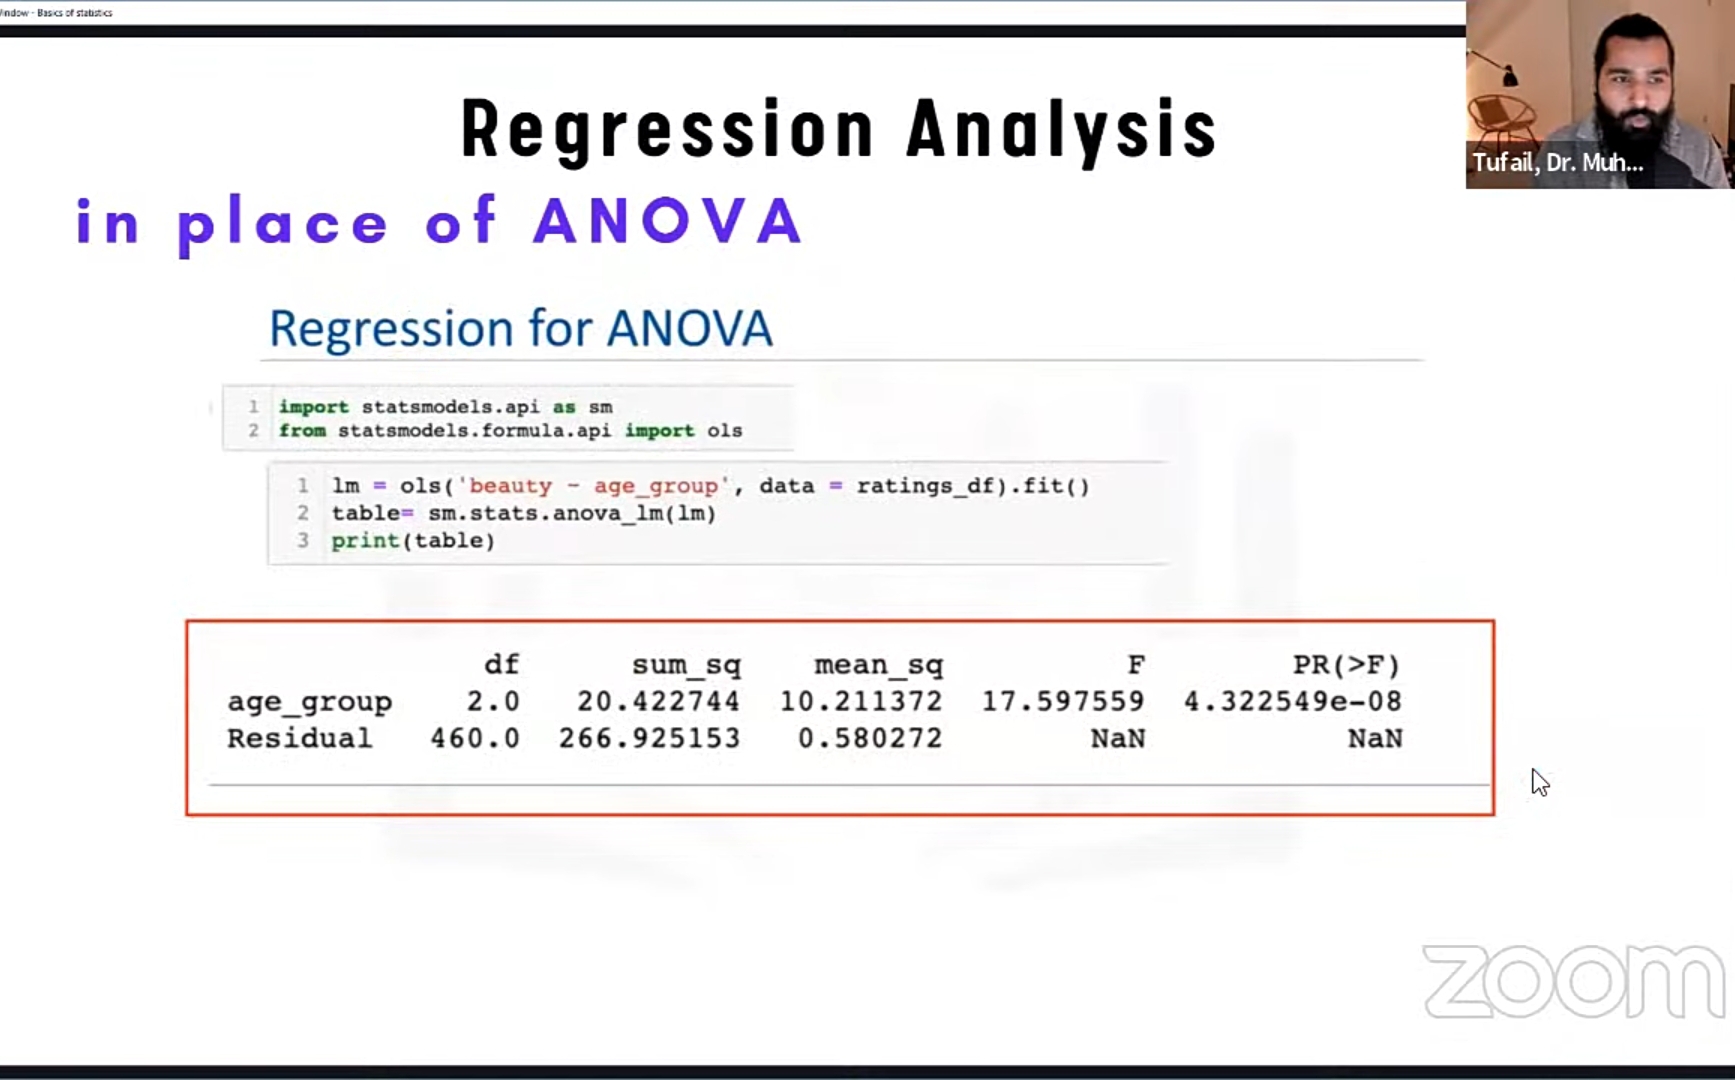 Window - Basics of statistics
Regression Analysis
Tufail, Dr. Muh...
in place of ANOVA
Regression for ANOVA
1 import statsmodels.api as sm
2 from statsmodels.formula.api import ols
1 lm = ols('beauty ~ age_group', data = ratings_df).fit()
2 table= sm.stats.anova_lm(lm)
3 print(table)
df sum_sq mean_sq F PR(>F)
age_group 2.0 20.422744 10.211372 17.597559 4.322549e-08
Residual 460.0 266.925153 0.580272 NaN NaN
zoom